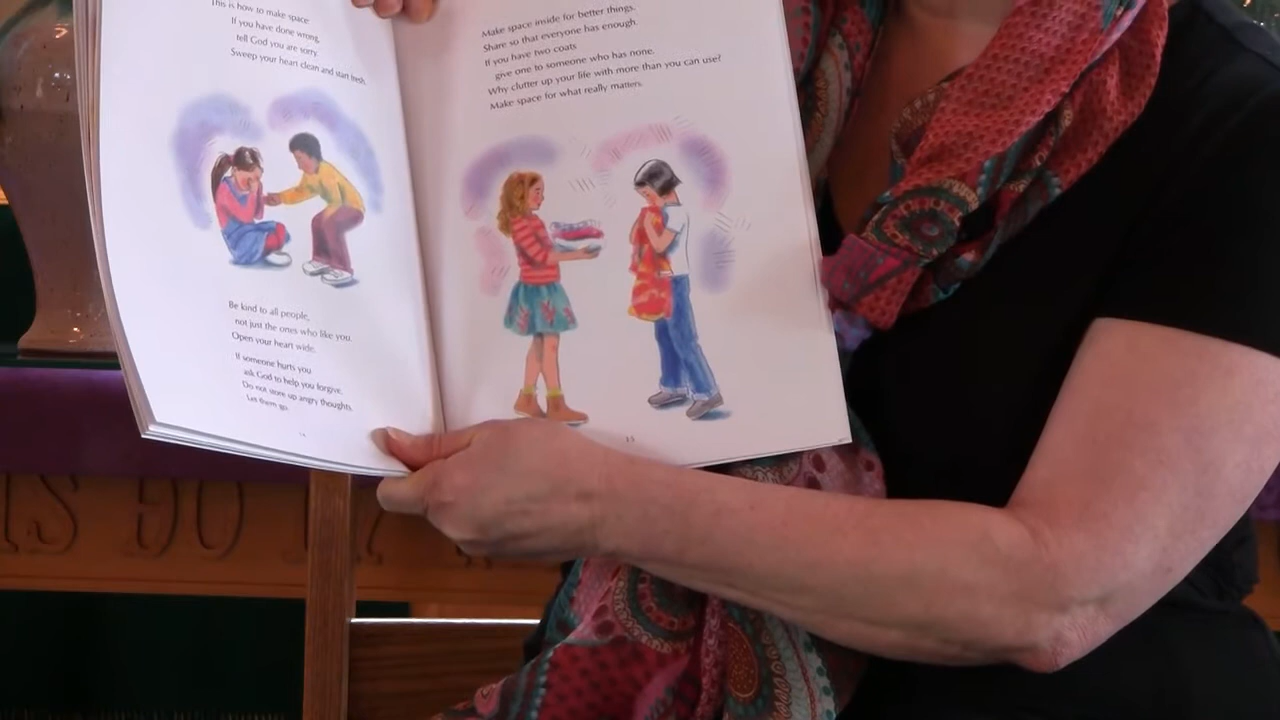 This is how to make space
If you have done wrong,
tell God you are sorry.
Sweep your heart clean and start fresh.
Be kind to all people,
not just the ones who like you.
Open your heart wide.
If someone hurts you
ask God to help you forgive.
Do not store up angry thoughts.
Let them go.
Make space inside for better things.
Share so that everyone has enough.
If you have two coats
give one to someone who has none.
Why clutter up your life with more than you can use?
Make space for what really matters.
15